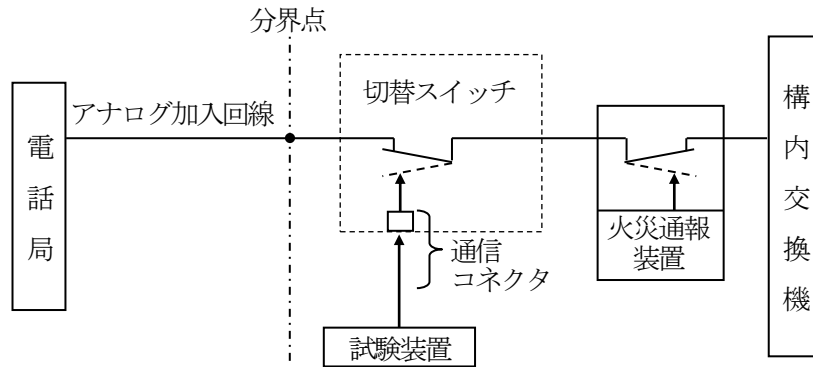 分界点
切替スイッチ
アナログ加入回線
電話局
構内交換機
火災通報
装置
通信
コネクタ
試験装置